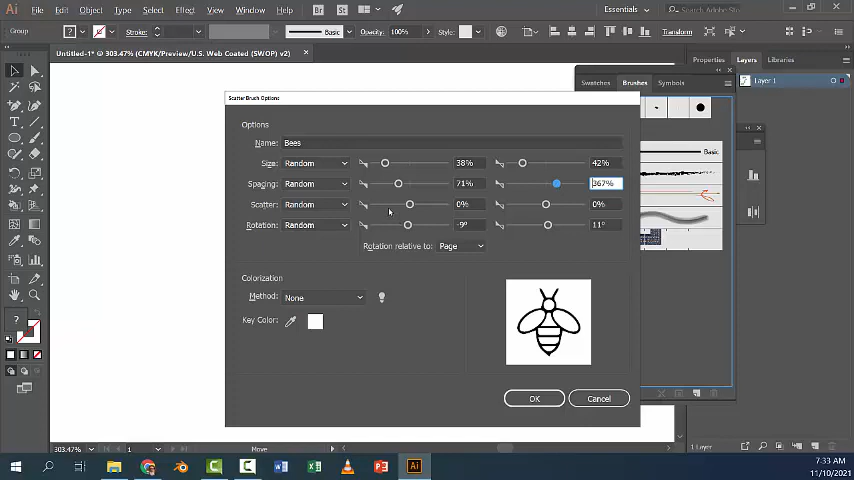 File Edit Object Type Select Effect View Window Help Br St Essentials
Group Stroke: Basic Opacity: 100% Style: Transform
Untitled-1* @ 303.47% (CMYK/Preview/U.S. Web Coated (SWOP) v2) ×
Properties Layers Libraries
Swatches Brushes Symbols
Layer 1
Scatter Brush Options
Options
Name: Bees
Basic
Size: Random 38% 42%
Spacing: Random 71% 367%
Scatter: Random 0% 0%
Rotation: Random -9° 11°
Rotation relative to: Page
Colorization
Method: None
Key Color:
OK Cancel
303.47% 1 Move 1 Layer
7:33 AM
11/10/2021